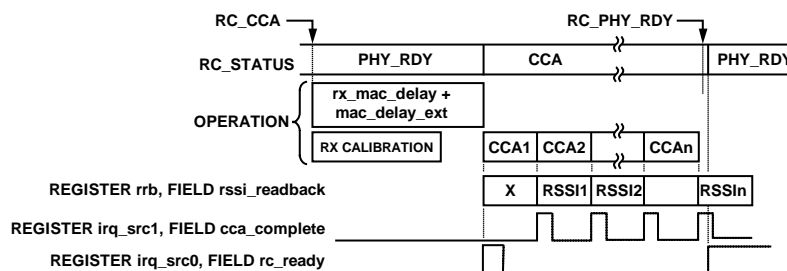 RC_CCA
RC_PHY_RDY
RC_STATUS
PHY_RDY
CCA
PHY_RDY
OPERATION
rx_mac_delay +
mac_delay_ext
RX CALIBRATION
CCA1 CCA2 CCAn
REGISTER rrb, FIELD rssi_readback
X RSSI1 RSSI2 RSSIn
REGISTER irq_src1, FIELD cca_complete
REGISTER irq_src0, FIELD rc_ready